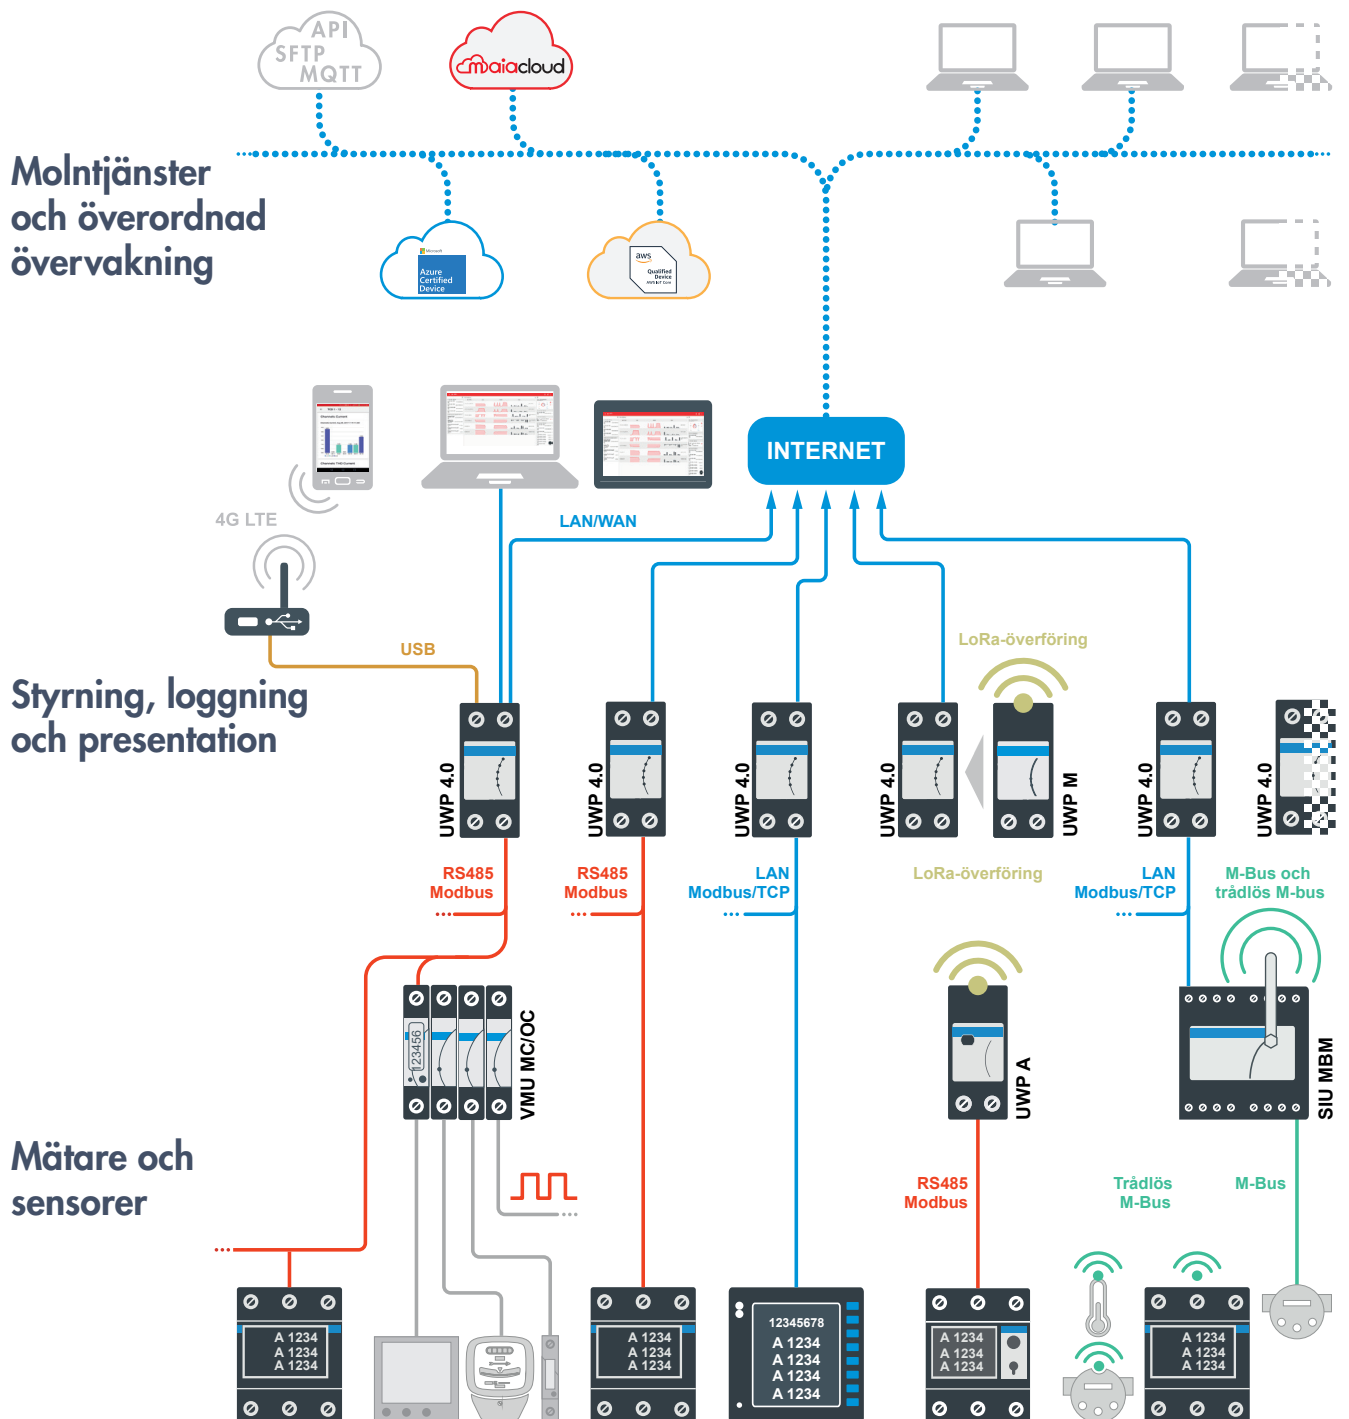 API
SFTP
MQTT
maiacloud
Molntjänster
och överordnad
övervakning
Microsoft
Azure
Certified
Device
aws
Qualified
Device
AWS IoT Core
INTERNET
4G LTE
LAN/WAN
USB
LoRa-överföring
Styrning, loggning
och presentation
UWP 4.0
UWP 4.0
UWP 4.0
UWP 4.0
UWP M
UWP 4.0
UWP 4.0
RS485
Modbus
RS485
Modbus
LAN
Modbus/TCP
LoRa-överföring
LAN
Modbus/TCP
M-Bus och
trådlös M-bus
123456
VMU MC/OC
UWP A
SIU MBM
Mätare och
sensorer
RS485
Modbus
Trådlös
M-Bus
M-Bus
A 1234
A 1234
A 1234
A 1234
A 1234
A 1234
12345678
A 1234
A 1234
A 1234
A 1234
A 1234
A 1234
A 1234
A 1234
A 1234
A 1234